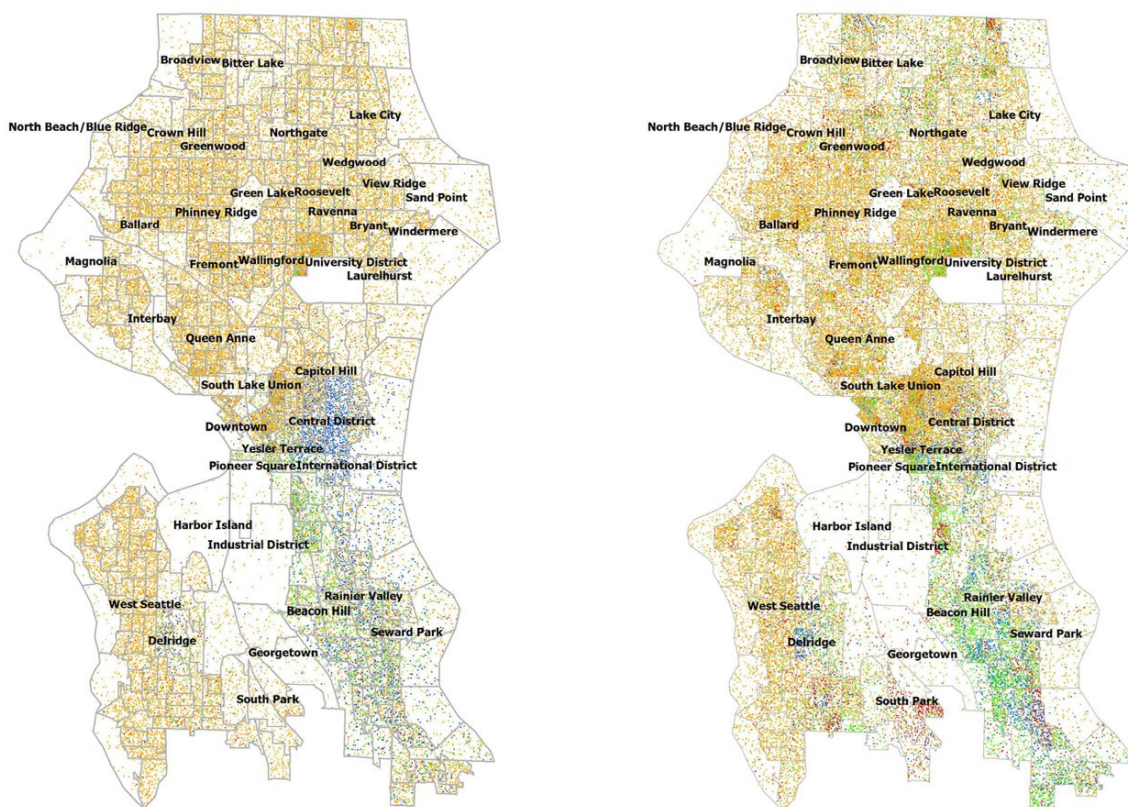 Broadview
Bitter Lake
Lake City
North Beach/Blue Ridge
Crown Hill
Northgate
Greenwood
Wedgwood
View Ridge
Green Lake
Roosevelt
Sand Point
Phinney Ridge
Ravenna
Ballard
Bryant
Windermere
Magnolia
Fremont
Wallingford
University District
Laurelhurst
Interbay
Queen Anne
Capitol Hill
South Lake Union
Downtown
Central District
Yesler Terrace
Pioneer Square
International District
Harbor Island
Industrial District
Rainier Valley
West Seattle
Beacon Hill
Seward Park
Delridge
Georgetown
South Park
Broadview
Bitter Lake
Lake City
North Beach/Blue Ridge
Crown Hill
Northgate
Greenwood
Wedgwood
View Ridge
Green Lake
Roosevelt
Sand Point
Phinney Ridge
Ravenna
Ballard
Bryant
Windermere
Magnolia
Fremont
Wallingford
University District
Laurelhurst
Interbay
Queen Anne
Capitol Hill
South Lake Union
Downtown
Central District
Yesler Terrace
Pioneer Square
International District
Harbor Island
Industrial District
Rainier Valley
West Seattle
Beacon Hill
Seward Park
Delridge
Georgetown
South Park